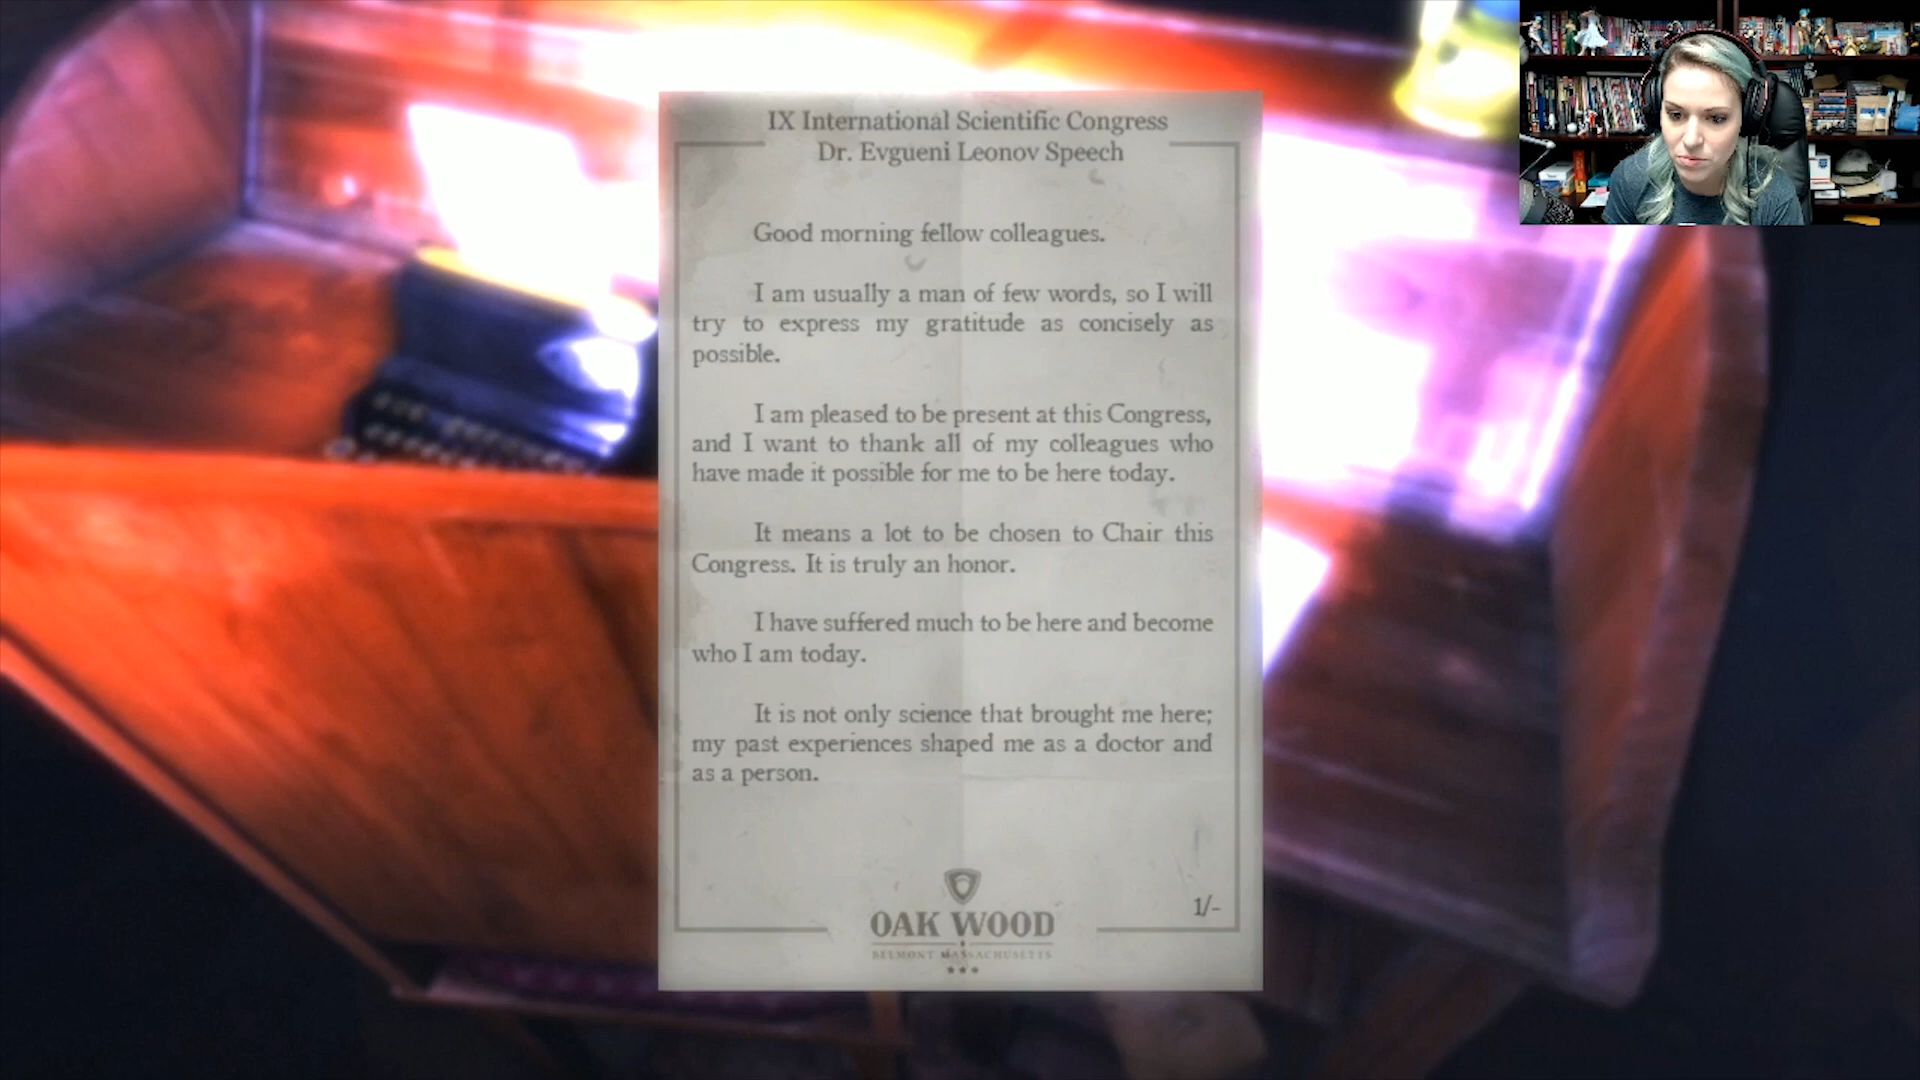 IX International Scientific Congress
Dr. Evgueni Leonov Speech
Good morning fellow colleagues.
I am usually a man of few words, so I will
try to express my gratitude as concisely as
possible.
I am pleased to be present at this Congress,
and I want to thank all of my colleagues who
have made it possible for me to be here today.
It means a lot to be chosen to Chair this
Congress. It is truly an honor.
I have suffered much to be here and become
who I am today.
It is not only science that brought me here;
my past experiences shaped me as a doctor and
as a person.
1/-
OAK WOOD
BELMONT MASSACHUSETTS